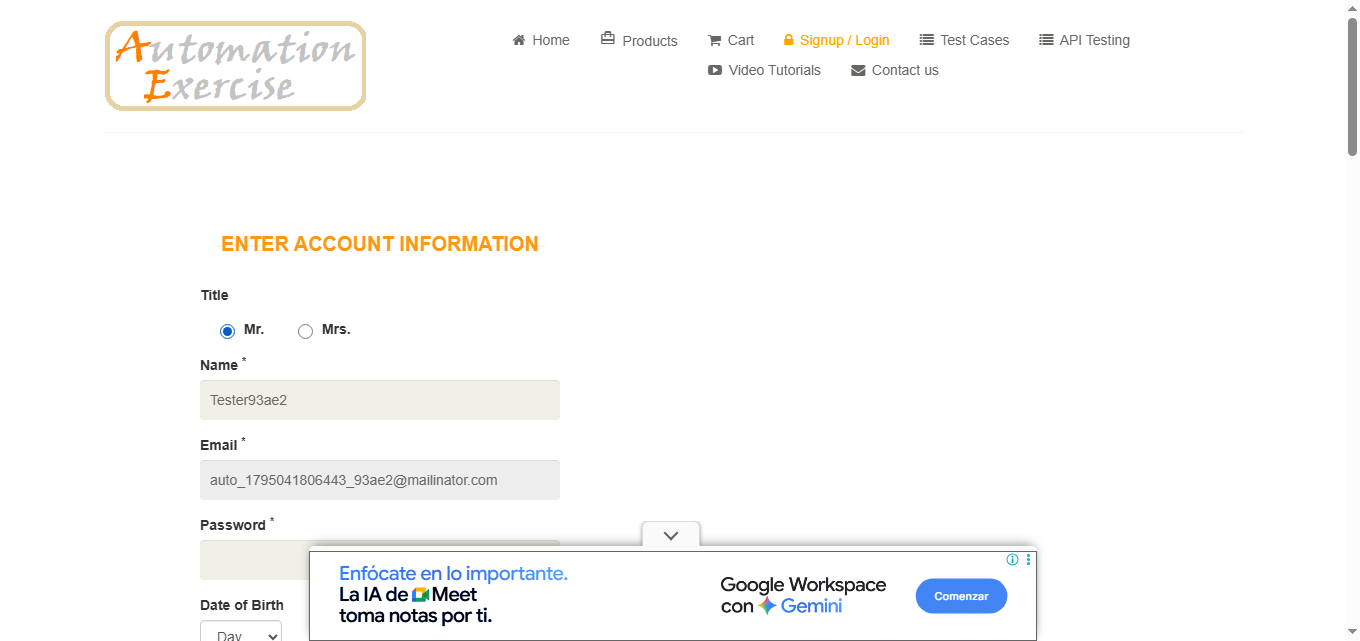 Automation
Exercise
Home
Products
Cart
Signup / Login
Test Cases
API Testing
Video Tutorials
Contact us
ENTER ACCOUNT INFORMATION
Title
Mr.
Mrs.
Name *
Tester93ae2
Email *
auto_1795041806443_93ae2@mailinator.com
Password *
Enfócate en lo importante.
La IA de Meet
toma notas por ti.
Google Workspace
con Gemini
Comenzar
Date of Birth
Day